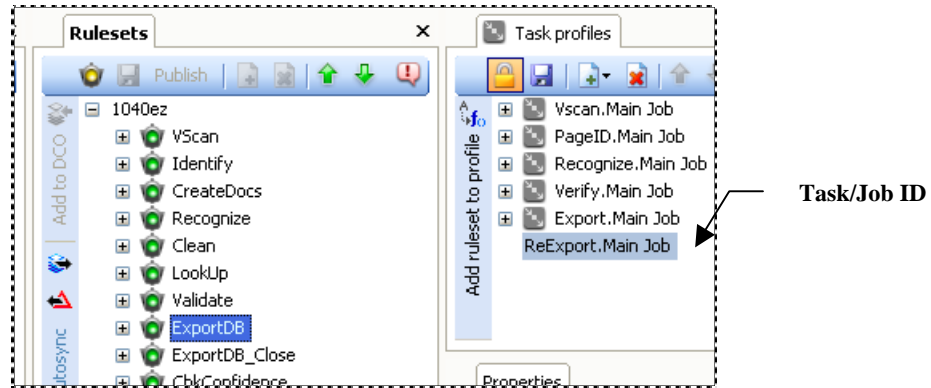 Rulesets
Publish
Add to DCO
utosync
1040ez
VScan
Identify
CreateDocs
Recognize
Clean
LookUp
Validate
ExportDB
ExportDB_Close
CbkConfidence
Task profiles
Add ruleset to profile
Vscan.Main Job
PageID.Main Job
Recognize.Main Job
Verify.Main Job
Export.Main Job
ReExport.Main Job
Properties
Task/Job ID